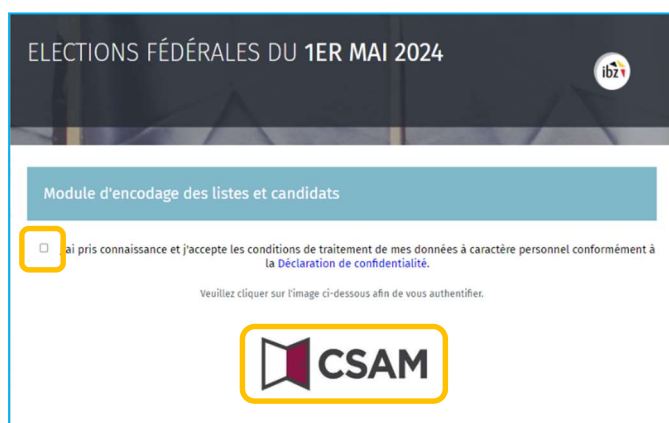 ELECTIONS FÉDÉRALES DU 1ER MAI 2024
ibz
Module d'encodage des listes et candidats
J'ai pris connaissance et j'accepte les conditions de traitement de mes données à caractère personnel conformément à
la Déclaration de confidentialité.
Veuillez cliquer sur l'image ci-dessous afin de vous authentifier.
CSAM